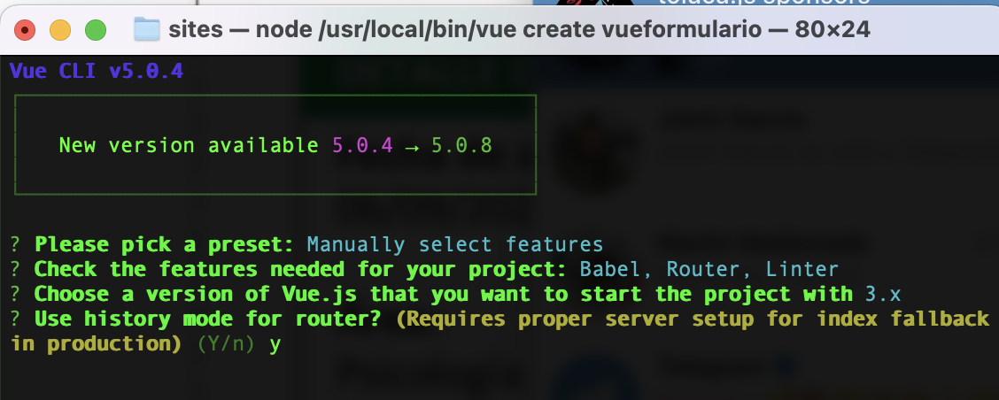 sites — node /usr/local/bin/vue create vueformulario — 80×24
Vue CLI v5.0.4
New version available 5.0.4 → 5.0.8
? Please pick a preset: Manually select features
? Check the features needed for your project: Babel, Router, Linter
? Choose a version of Vue.js that you want to start the project with 3.x
? Use history mode for router? (Requires proper server setup for index fallback
in production) (Y/n) y